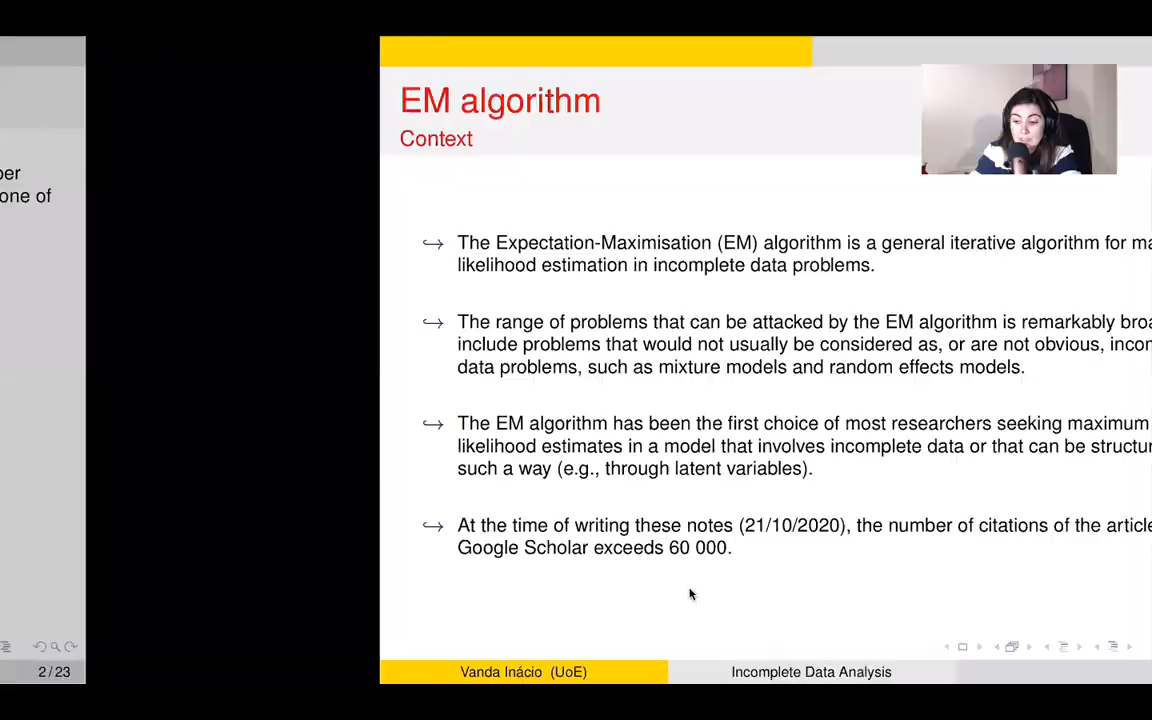 ber
one of
2/23
EM algorithm
Context
↪ The Expectation-Maximisation (EM) algorithm is a general iterative algorithm for
likelihood estimation in incomplete data problems.
↪ The range of problems that can be attacked by the EM algorithm is remarkably
include problems that would not usually be considered as, or are not obvious,
data problems, such as mixture models and random effects models.
↪ The EM algorithm has been the first choice of most researchers seeking maximum
likelihood estimates in a model that involves incomplete data or that can be
such a way (e.g., through latent variables).
↪ At the time of writing these notes (21/10/2020), the number of citations of the
Google Scholar exceeds 60 000.
Vanda Inácio (UoE)
Incomplete Data Analysis